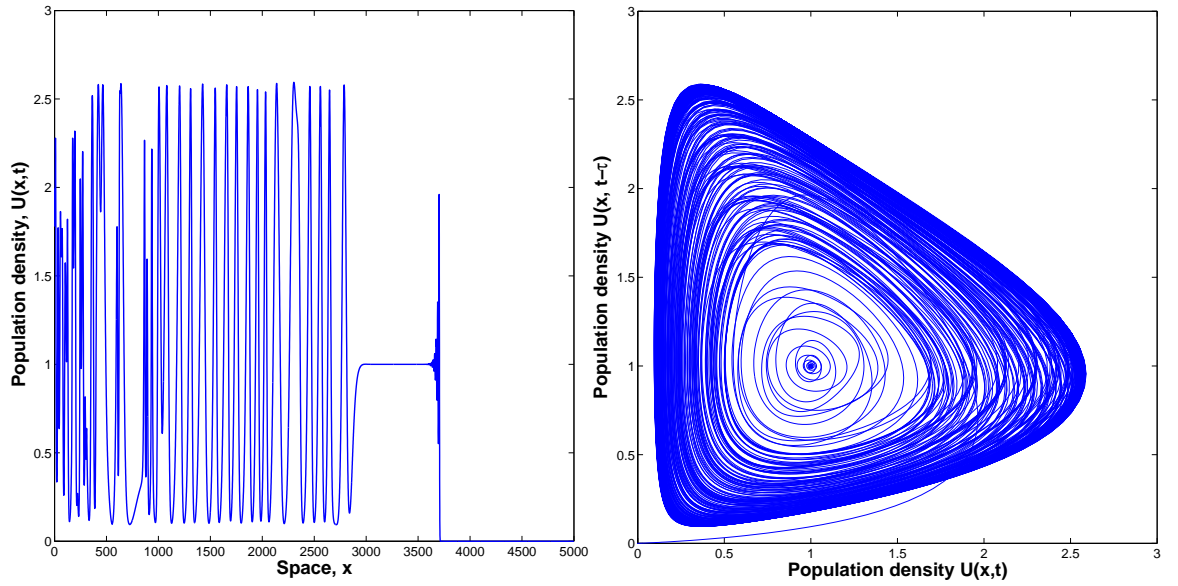 3
2.5
2
1.5
1
0.5
0
Population density, U(x,t)
0 500 1000 1500 2000 2500 3000 3500 4000 4500 5000
Space, x
3
2.5
2
1.5
1
0.5
0
Population density U(x, t−τ)
0 0.5 1 1.5 2 2.5 3
Population density U(x,t)